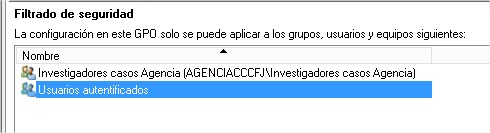 Filtrado de seguridad
La configuración en este GPO solo se puede aplicar a los grupos, usuarios y equipos siguientes:
Nombre
Investigadores casos Agencia (AGENCIACCCFJ\Investigadores casos Agencia)
Usuarios autentificados